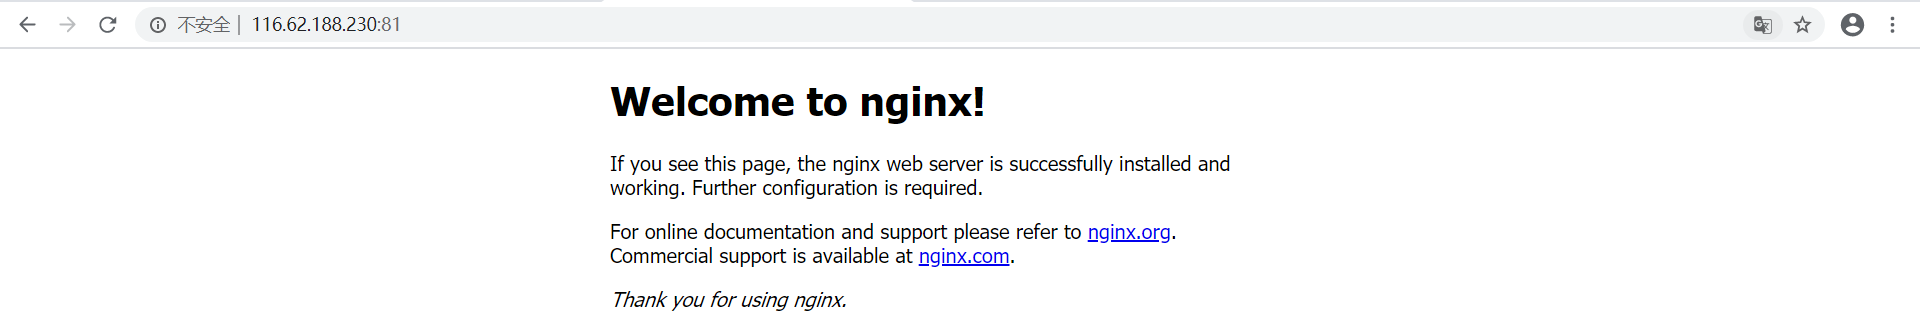 不安全 | 116.62.188.230:81
Welcome to nginx!
If you see this page, the nginx web server is successfully installed and
working. Further configuration is required.
For online documentation and support please refer to nginx.org.
Commercial support is available at nginx.com.
Thank you for using nginx.